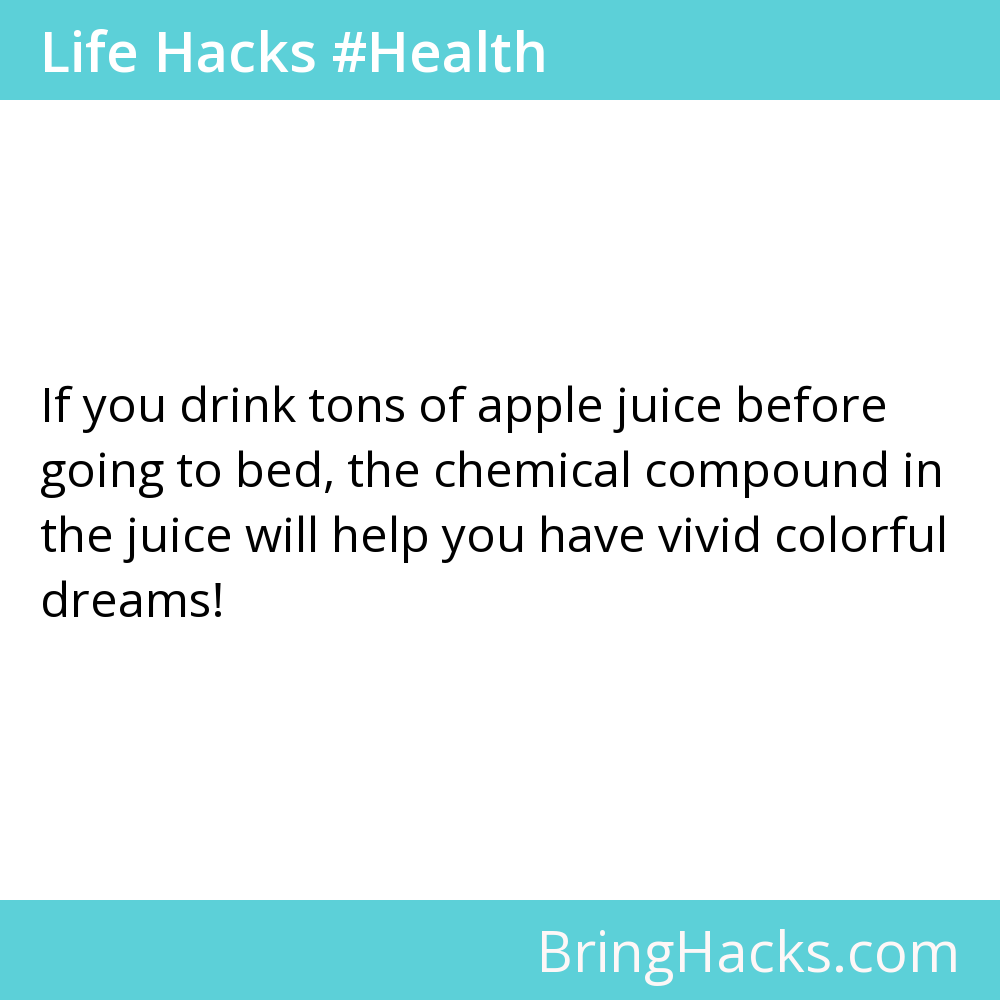 Life Hacks #Health
If you drink tons of apple juice before
going to bed, the chemical compound in
the juice will help you have vivid colorful
dreams!
BringHacks.com